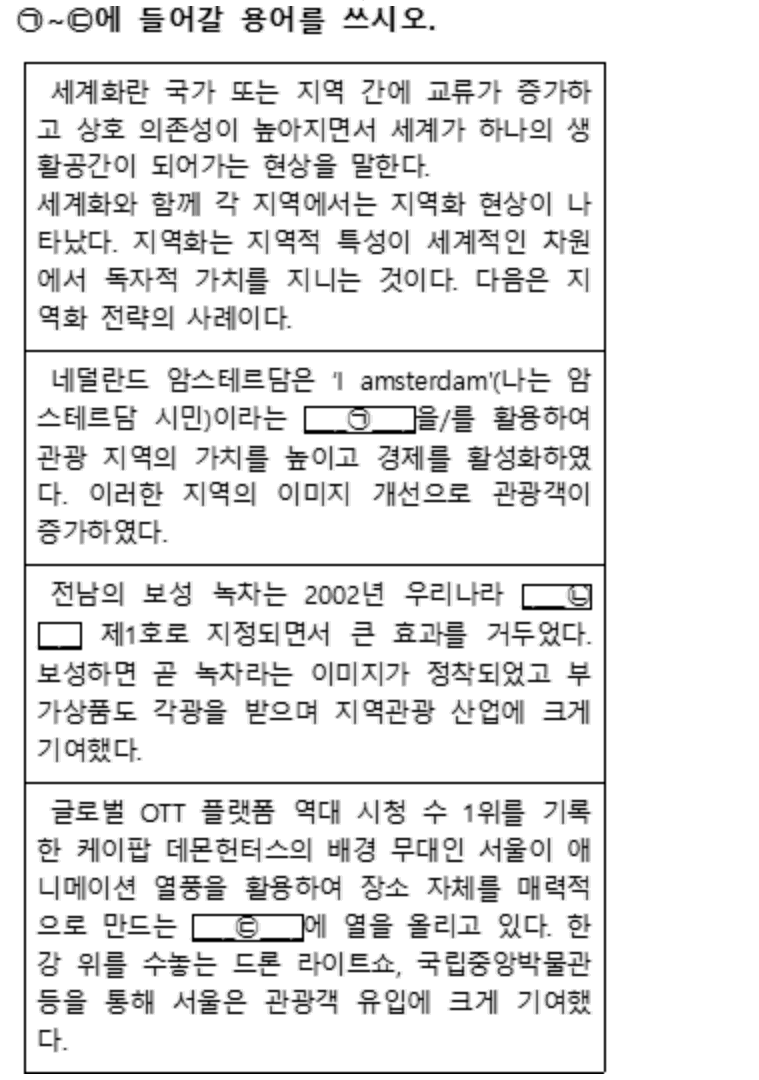 ㉠~㉢에 들어갈 용어를 쓰시오.
세계화란 국가 또는 지역 간에 교류가 증가하
고 상호 의존성이 높아지면서 세계가 하나의 생
활공간이 되어가는 현상을 말한다.
세계화와 함께 각 지역에서는 지역화 현상이 나
타났다. 지역화는 지역적 특성이 세계적인 차원
에서 독자적 가치를 지니는 것이다. 다음은 지
역화 전략의 사례이다.
네덜란드 암스테르담은 'I amsterdam'(나는 암
스테르담 시민)이라는 ㉠을/를 활용하여
관광 지역의 가치를 높이고 경제를 활성화하였
다. 이러한 지역의 이미지 개선으로 관광객이
증가하였다.
전남의 보성 녹차는 2002년 우리나라 ㉡
제1호로 지정되면서 큰 효과를 거두었다.
보성하면 곧 녹차라는 이미지가 정착되었고 부
가상품도 각광을 받으며 지역관광 산업에 크게
기여했다.
글로벌 OTT 플랫폼 역대 시청 수 1위를 기록
한 케이팝 데몬헌터스의 배경 무대인 서울이 애
니메이션 열풍을 활용하여 장소 자체를 매력적
으로 만드는 ㉢에 열을 올리고 있다. 한
강 위를 수놓는 드론 라이트쇼, 국립중앙박물관
등을 통해 서울은 관광객 유입에 크게 기여했
다.